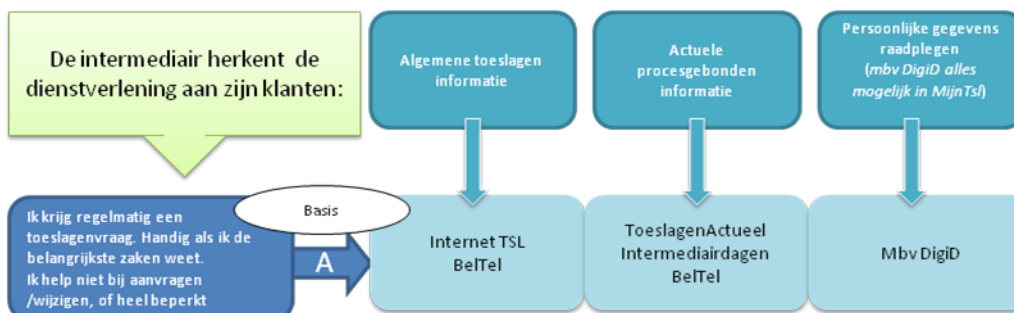 De intermediair herkent de
dienstverlening aan zijn klanten:
Algemene toeslagen
informatie
Actuele
procesgebonden
informatie
Persoonlijke gegevens
raadplegen
(mbv DigiD alles
mogelijk in MijnTsl)
Ik krijg regelmatig een
toeslagenvraag. Handig als ik de
belangrijkste zaken weet.
Ik help niet bij aanvragen
/wijzigen, of heel beperkt
Basis
A
Internet TSL
BelTel
ToeslagenActueel
Intermediairdagen
BelTel
Mbv DigiD